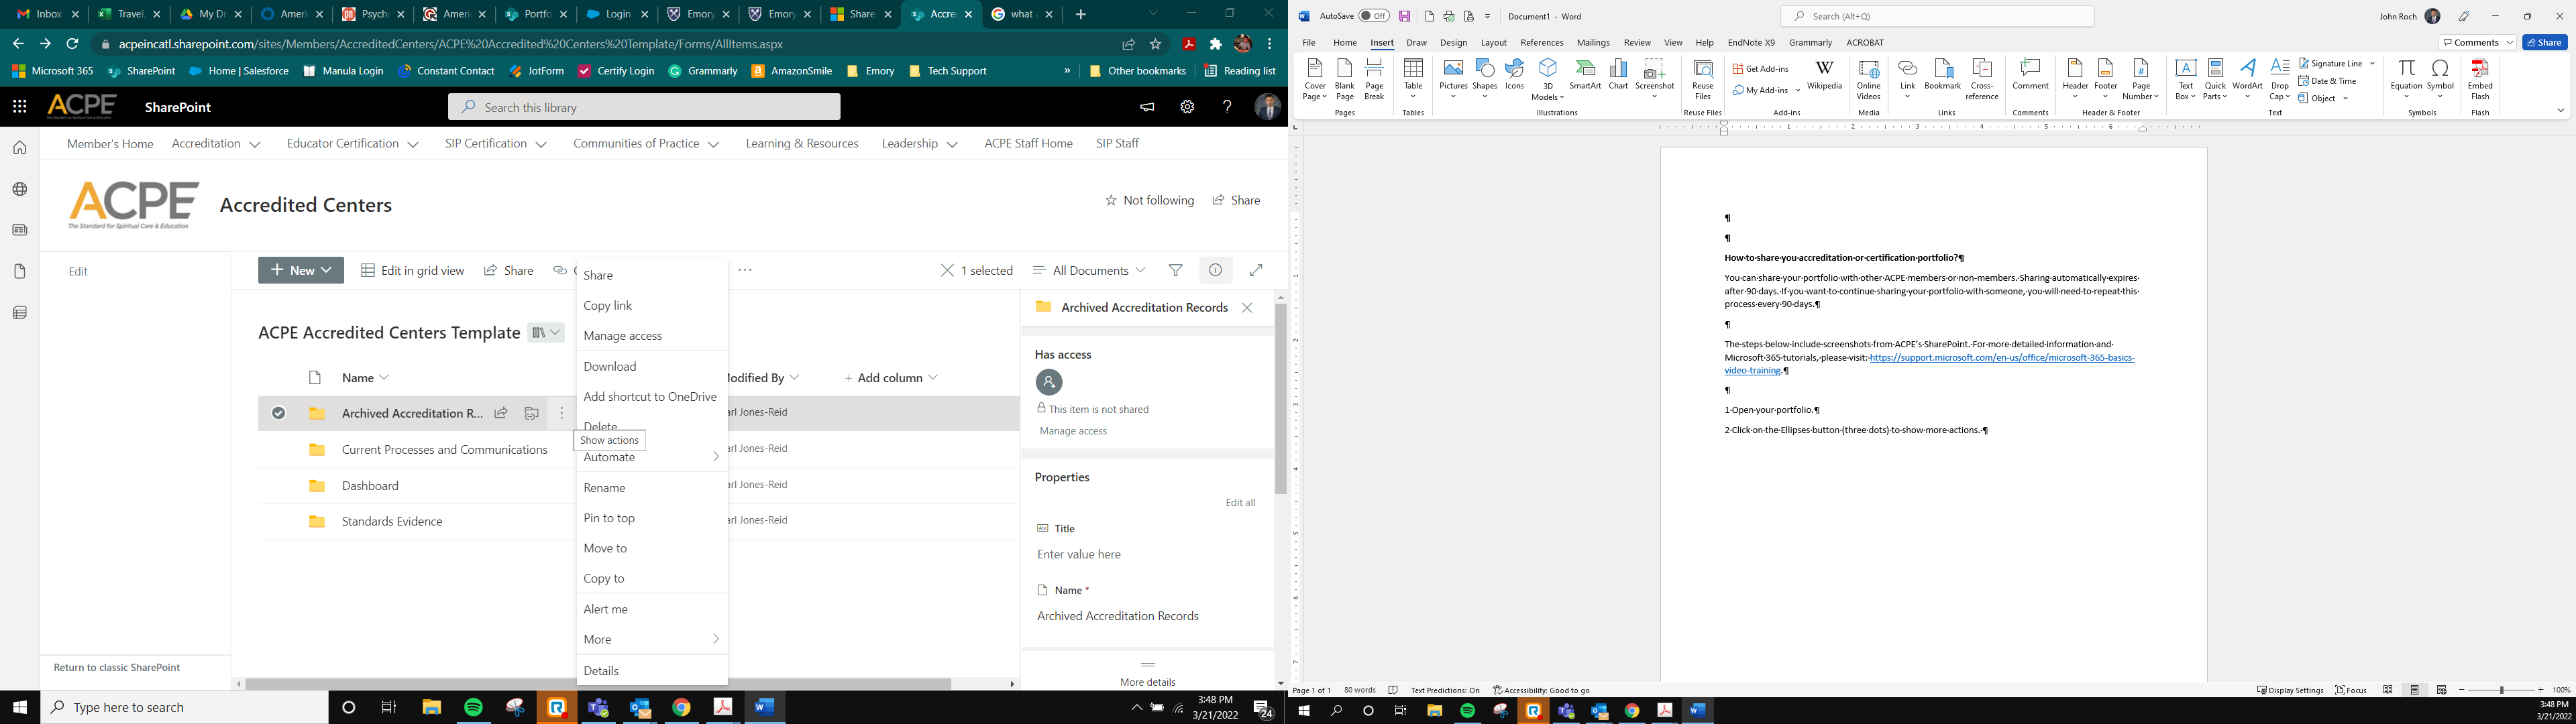 Inbox
Travel
My Dr
Ameri
Psych
Ameri
Portfo
Login
Emory
Emory
Share
Accre
what
acpeincatl.sharepoint.com/sites/Members/AccreditedCenters/ACPE%20Accredited%20Centers%20Template/Forms/AllItems.aspx
Microsoft 365
SharePoint
Home | Salesforce
Manula Login
Constant Contact
JotForm
Certify Login
Grammarly
AmazonSmile
Emory
Tech Support
»
Other bookmarks
Reading list
ACPE
SharePoint
Search this library
Member's Home
Accreditation
Educator Certification
SIP Certification
Communities of Practice
Learning & Resources
Leadership
ACPE Staff Home
SIP Staff
ACPE
The Standard for Spiritual Care & Education
Accredited Centers
Not following
Share
Edit
+ New
Edit in grid view
Share
1 selected
All Documents
ACPE Accredited Centers Template
Name
Modified By
+ Add column
Archived Accreditation R...
arl Jones-Reid
Current Processes and Communications
arl Jones-Reid
Dashboard
arl Jones-Reid
Standards Evidence
arl Jones-Reid
Share
Copy link
Manage access
Download
Add shortcut to OneDrive
Delete
Show actions
Automate
Rename
Pin to top
Move to
Copy to
Alert me
More
Details
Archived Accreditation Records
Has access
This item is not shared
Manage access
Properties
Edit all
Title
Enter value here
Name *
Archived Accreditation Records
More details
Return to classic SharePoint
Type here to search
3:48 PM
3/21/2022
24
AutoSave Off
Document1 - Word
Search (Alt+Q)
John Roch
File Home Insert Draw Design Layout References Mailings Review View Help EndNote X9 Grammarly ACROBAT
Comments
Share
Cover Page
Blank Page
Page Break
Table
Pictures
Shapes
Icons
3D Models
SmartArt
Chart
Screenshot
Reuse Files
Get Add-ins
My Add-ins
Wikipedia
Online Videos
Link
Bookmark
Cross-reference
Comment
Header
Footer
Page Number
Text Box
Quick Parts
WordArt
Drop Cap
Signature Line
Date & Time
Object
Equation
Symbol
Embed Flash
Pages
Tables
Illustrations
Reuse Files
Add-ins
Media
Links
Comments
Header & Footer
Text
Symbols
Flash
¶
¶
How·to·share·you·accreditation·or·certification·portfolio?¶
You·can·share·your·portfolio·with·other·ACPE·members·or·non-members.·Sharing·automatically·expires·
after·90·days.·If·you·want·to·continue·sharing·your·portfolio·with·someone,·you·will·need·to·repeat·this·
process·every·90·days.¶
¶
The·steps·below·include·screenshots·from·ACPE's·SharePoint.·For·more·detailed·information·and·
Microsoft·365·tutorials,·please·visit:·https://support.microsoft.com/en-us/office/microsoft-365-basics-
video-training.¶
¶
1·Open·your·portfolio.¶
2·Click·on·the·Ellipses·button·(three·dots)·to·show·more·actions.·¶
Page 1 of 1
80 words
Text Predictions: On
Accessibility: Good to go
Display Settings
Focus
100%
3:48 PM
3/21/2022